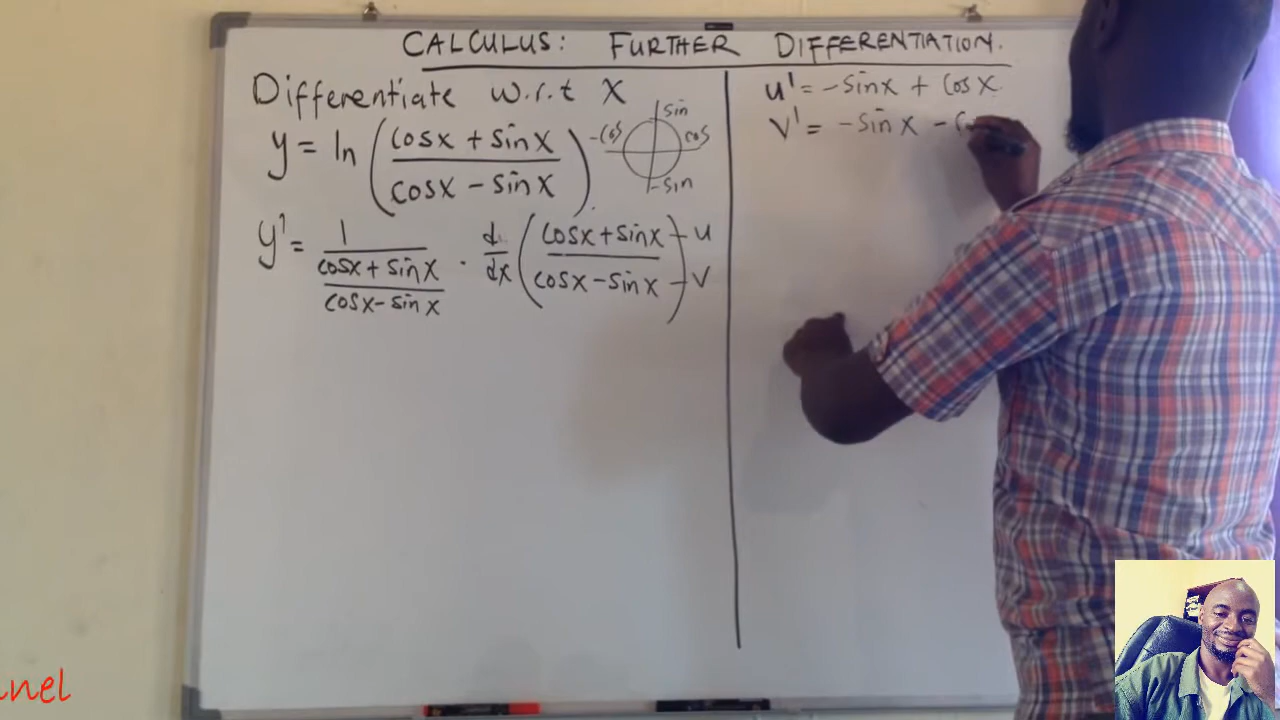 CALCULUS: FURTHER DIFFERENTIATION.
Differentiate w.r.t x
y = ln (cosx + sinx / cosx - sinx)
sin
-cos cos
-sin
y' = 1 / (cosx + sinx / cosx - sinx) · d/dx (cosx + sinx / cosx - sinx) - u - v
u' = -sinx + cosx.
v' = -sinx -